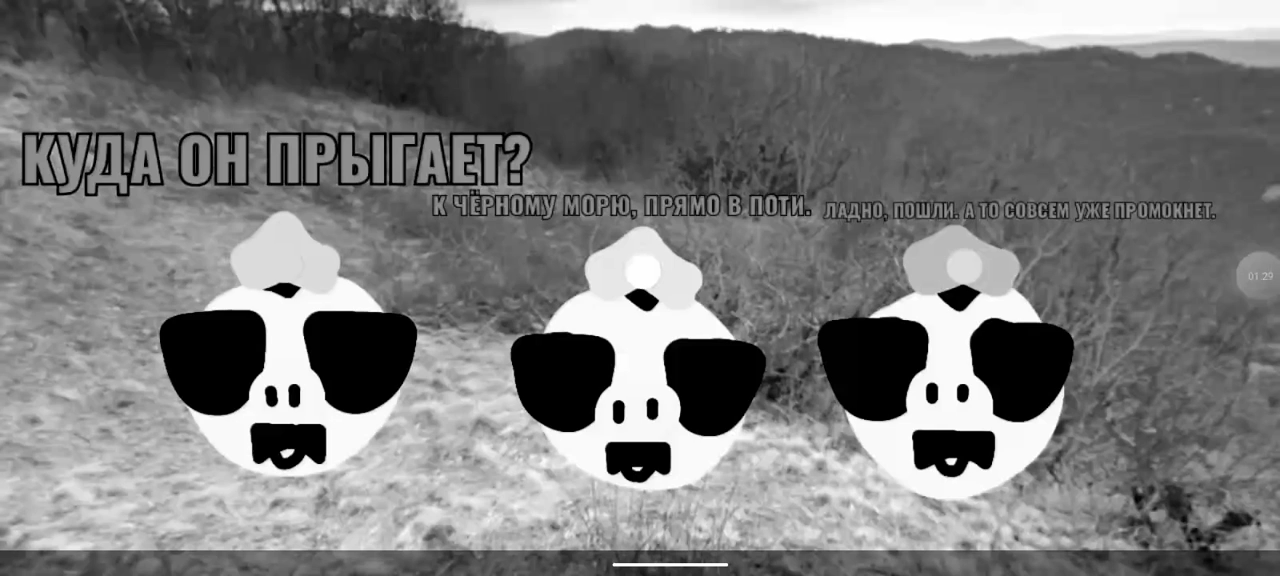 КУДА ОН ПРЫГАЕТ?
К ЧЁРНОМУ МОРЮ, ПРЯМО В ПОТИ.
ЛАДНО, ПОШЛИ. А ТО СОВСЕМ УЖЕ ПРОМОКНЕТ.
01:29